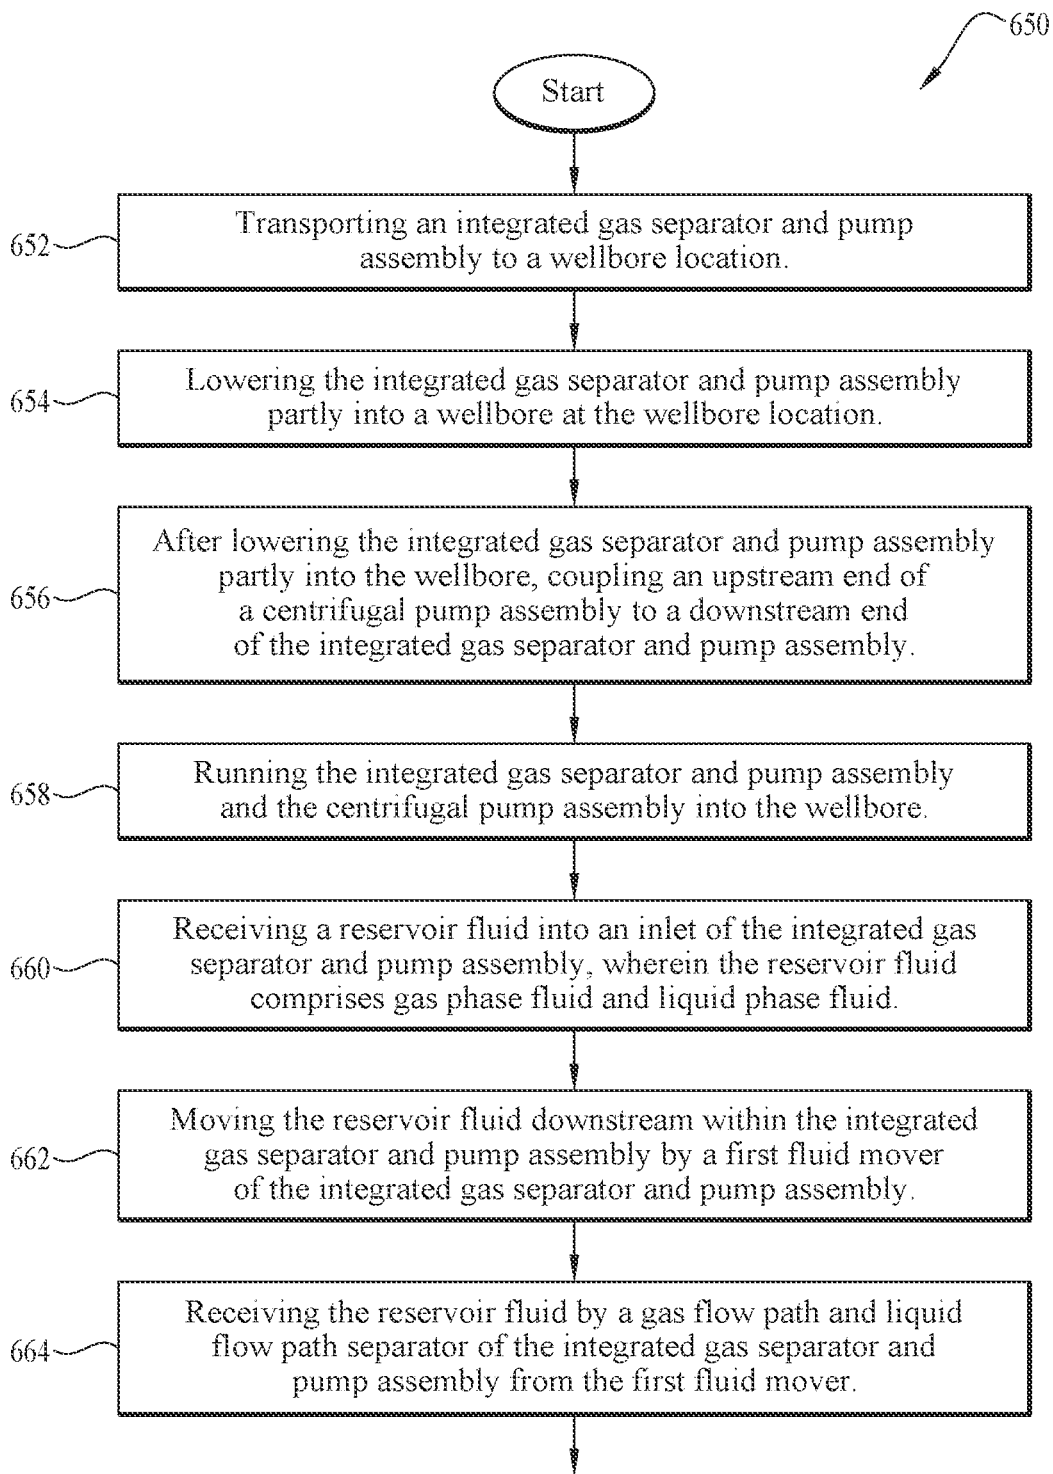 650
Start
652
Transporting an integrated gas separator and pump
assembly to a wellbore location.
654
Lowering the integrated gas separator and pump assembly
partly into a wellbore at the wellbore location.
656
After lowering the integrated gas separator and pump assembly
partly into the wellbore, coupling an upstream end of
a centrifugal pump assembly to a downstream end
of the integrated gas separator and pump assembly.
658
Running the integrated gas separator and pump assembly
and the centrifugal pump assembly into the wellbore.
660
Receiving a reservoir fluid into an inlet of the integrated gas
separator and pump assembly, wherein the reservoir fluid
comprises gas phase fluid and liquid phase fluid.
662
Moving the reservoir fluid downstream within the integrated
gas separator and pump assembly by a first fluid mover
of the integrated gas separator and pump assembly.
664
Receiving the reservoir fluid by a gas flow path and liquid
flow path separator of the integrated gas separator and
pump assembly from the first fluid mover.